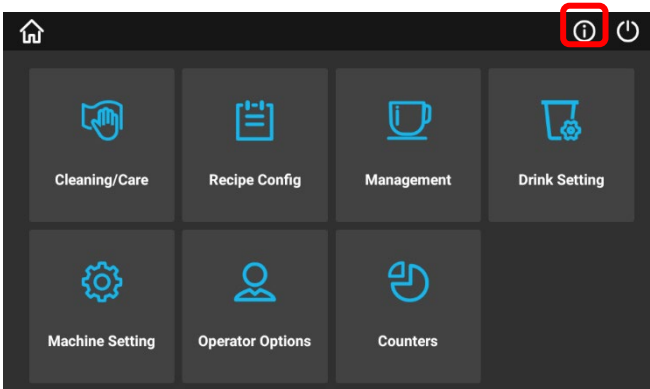 Cleaning/Care
Recipe Config
Management
Drink Setting
Machine Setting
Operator Options
Counters